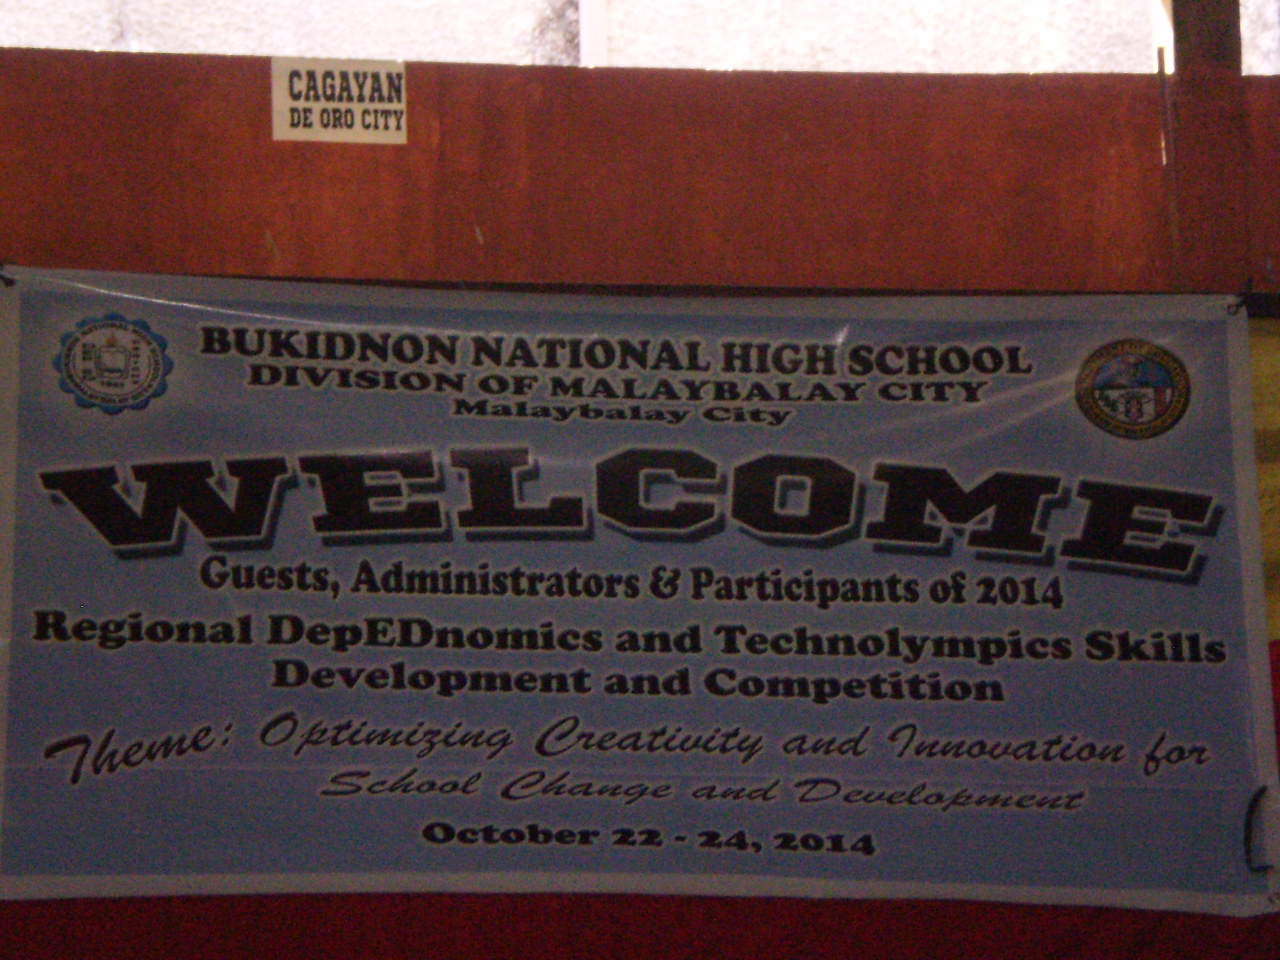 CAGAYAN
DE ORO CITY
BUKIDNON NATIONAL HIGH SCHOOL
DIVISION OF MALAYBALAY CITY
Malaybalay City
WELCOME
Guests, Administrators & Participants of 2014
Regional DepEDnomics and Technolympics Skills
Development and Competition
Theme: Optimizing Creativity and Innovation for
School Change and Development
October 22 - 24, 2014